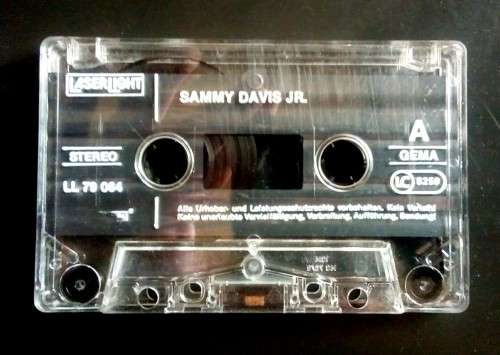 LASERLIGHT
SAMMY DAVIS JR.
A
STEREO
GEMA
LL 79 064
LC 8259
Alle Urheber- und Leistungsschutzrechte vorbehalten. Kein Verleih!
Keine unerlaubte Vervielfältigung, Verbreitung, Aufführung, Sendung!